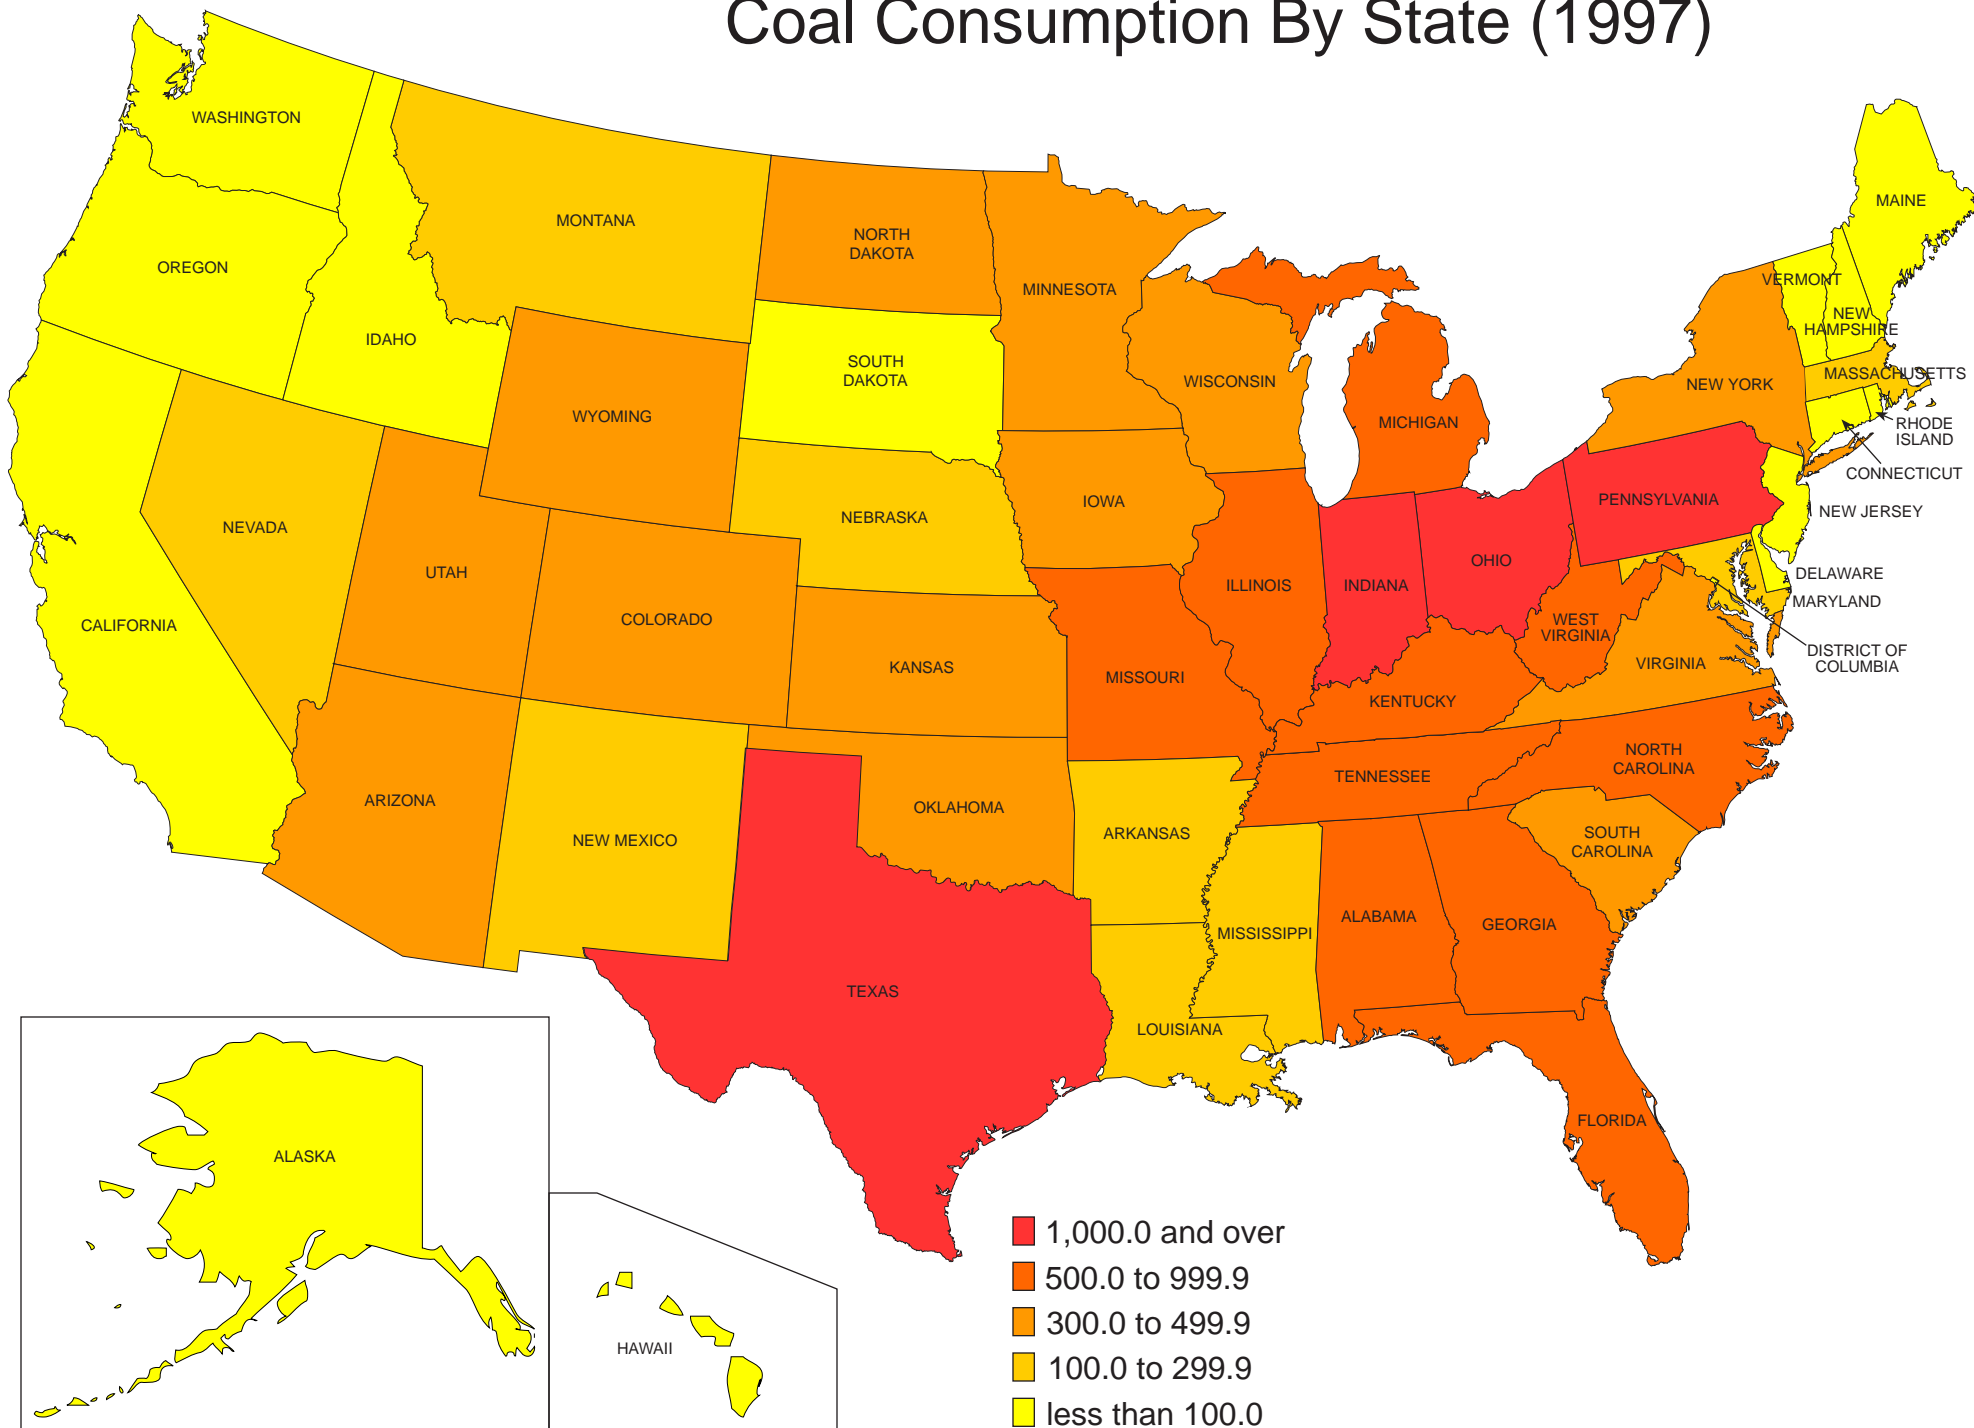 Coal Consumption By State (1997)
WASHINGTON
OREGON
CALIFORNIA
IDAHO
NEVADA
MONTANA
WYOMING
UTAH
ARIZONA
COLORADO
NEW MEXICO
NORTH
DAKOTA
SOUTH
DAKOTA
NEBRASKA
KANSAS
OKLAHOMA
TEXAS
MINNESOTA
IOWA
MISSOURI
ARKANSAS
LOUISIANA
WISCONSIN
ILLINOIS
MICHIGAN
INDIANA
OHIO
KENTUCKY
TENNESSEE
MISSISSIPPI
ALABAMA
GEORGIA
FLORIDA
SOUTH
CAROLINA
NORTH
CAROLINA
VIRGINIA
WEST
VIRGINIA
PENNSYLVANIA
NEW YORK
MAINE
VERMONT
NEW
HAMPSHIRE
MASSACHUSETTS
RHODE
ISLAND
CONNECTICUT
NEW JERSEY
DELAWARE
MARYLAND
DISTRICT OF
COLUMBIA
ALASKA
HAWAII
1,000.0 and over
500.0 to 999.9
300.0 to 499.9
100.0 to 299.9
less than 100.0